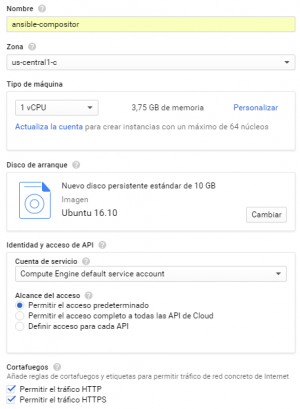 Nombre
ansible-compositor
Zona
us-central1-c
Tipo de máquina
1 vCPU
3,75 GB de memoria
Personalizar
Actualiza la cuenta para crear instancias con un máximo de 64 núcleos
Disco de arranque
Nuevo disco persistente estándar de 10 GB
Imagen
Ubuntu 16.10
Cambiar
Identidad y acceso de API
Cuenta de servicio
Compute Engine default service account
Alcance del acceso
Permitir el acceso predeterminado
Permitir el acceso completo a todas las API de Cloud
Definir acceso para cada API
Cortafuegos
Añade reglas de cortafuegos y etiquetas para permitir tráfico de red concreto de Internet
Permitir el tráfico HTTP
Permitir el tráfico HTTPS